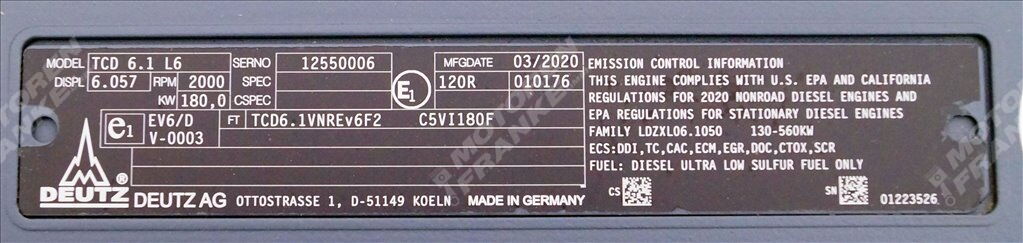 MODEL TCD 6.1 L6 SERNO 12550006 MFGDATE 03/2020
DISPL 6.057 RPM 2000 SPEC E1 120R 010176
KW 180,0 CSPEC
e1 EV6/D V-0003 FT TCD6.1VNREv6F2 C5VI180F
EMISSION CONTROL INFORMATION
THIS ENGINE COMPLIES WITH U.S. EPA AND CALIFORNIA
REGULATIONS FOR 2020 NONROAD DIESEL ENGINES AND
EPA REGULATIONS FOR STATIONARY DIESEL ENGINES
FAMILY LDZXL06.1050 130-560KW
ECS:DDI,TC,CAC,ECM,EGR,DOC,CTOX,SCR
FUEL: DIESEL ULTRA LOW SULFUR FUEL ONLY
CS SN 01223526
DEUTZ ® DEUTZ AG OTTOSTRASSE 1, D-51149 KOELN MADE IN GERMANY
MOTOREN FRANKEN